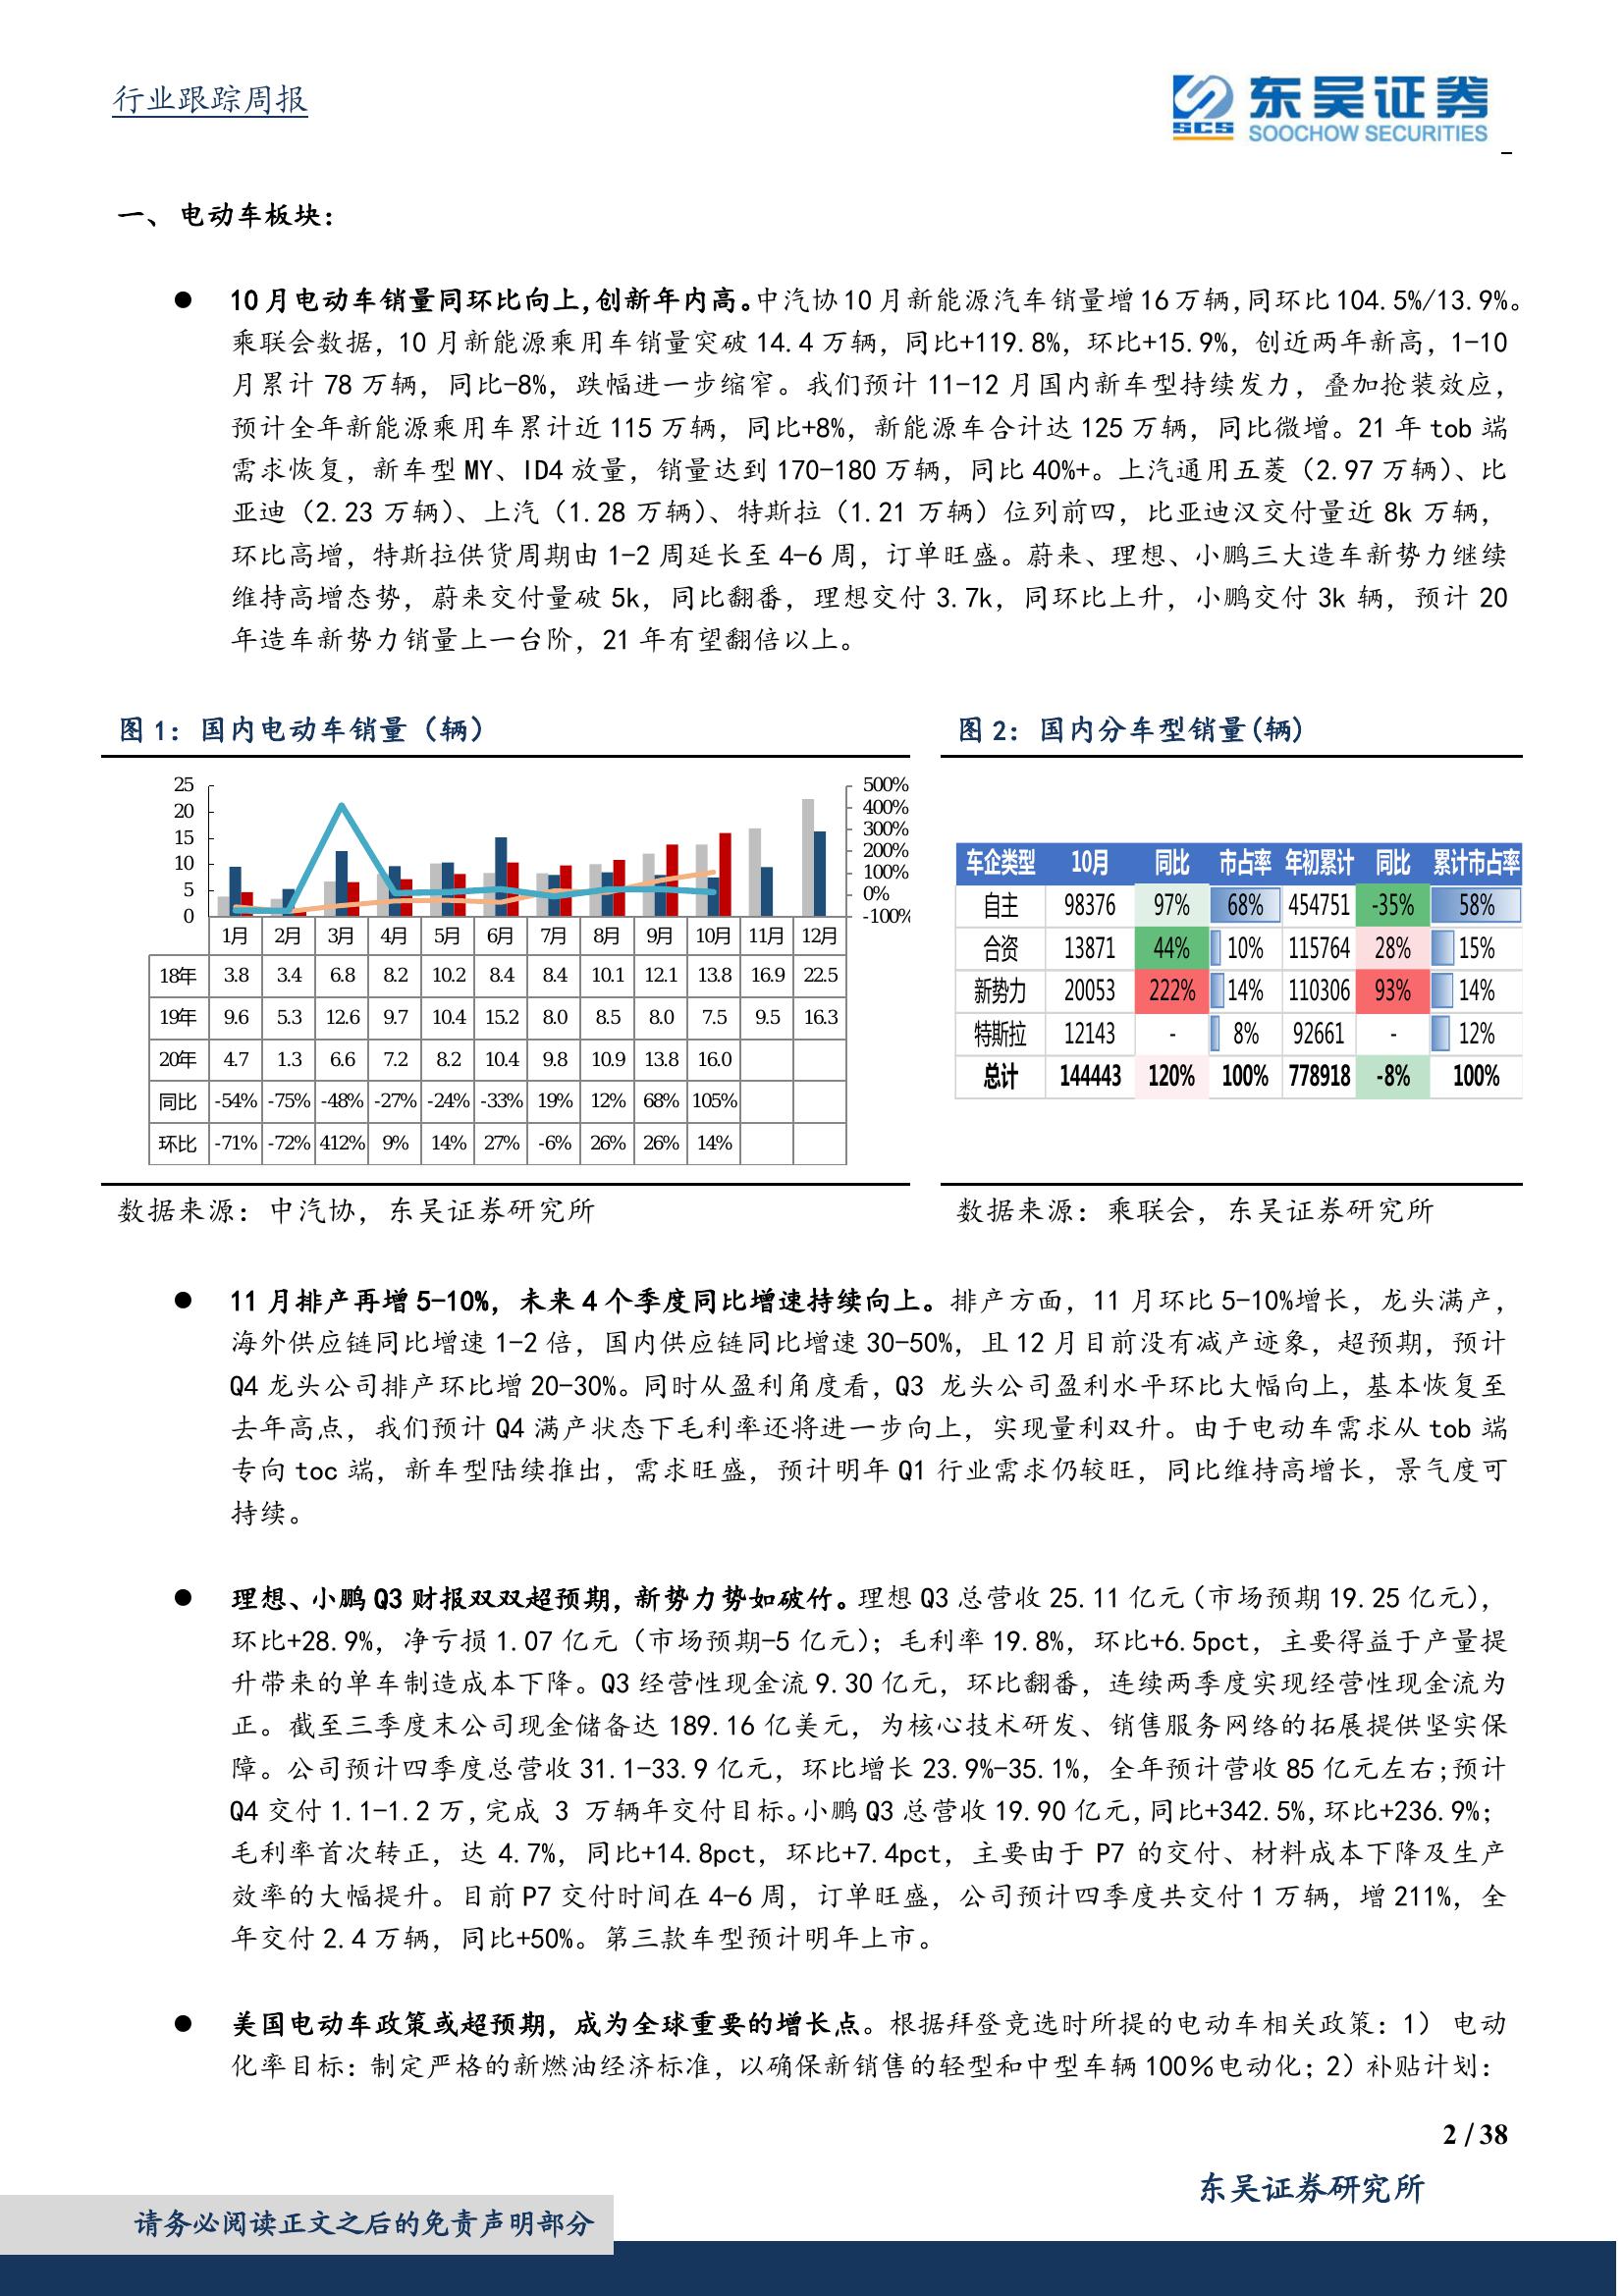 行业跟踪周报
SCS 东吴证券
SOOCHOW SECURITIES
一、 电动车板块：
● 10月电动车销量同环比向上,创新年内高。中汽协10月新能源汽车销量增16万辆,同环比104.5%/13.9%。
乘联会数据，10月新能源乘用车销量突破14.4万辆，同比+119.8%，环比+15.9%，创近两年新高，1-10
月累计78万辆，同比-8%，跌幅进一步缩窄。我们预计11-12月国内新车型持续发力，叠加抢装效应，
预计全年新能源乘用车累计近115万辆，同比+8%，新能源车合计达125万辆，同比微增。21年tob端
需求恢复，新车型MY、ID4放量，销量达到170-180万辆，同比40%+。上汽通用五菱（2.97万辆）、比
亚迪（2.23万辆）、上汽（1.28万辆）、特斯拉（1.21万辆）位列前四，比亚迪汉交付量近8k万辆，
环比高增，特斯拉供货周期由1-2周延长至4-6周，订单旺盛。蔚来、理想、小鹏三大造车新势力继续
维持高增态势，蔚来交付量破5k，同比翻番，理想交付3.7k，同环比上升，小鹏交付3k辆，预计20
年造车新势力销量上一台阶，21年有望翻倍以上。
图1：国内电动车销量（辆）
25 20 15 10 5 0
500% 400% 300% 200% 100% 0% -100%
1月 2月 3月 4月 5月 6月 7月 8月 9月 10月 11月 12月
18年 3.8 3.4 6.8 8.2 10.2 8.4 8.4 10.1 12.1 13.8 16.9 22.5
19年 9.6 5.3 12.6 9.7 10.4 15.2 8.0 8.5 8.0 7.5 9.5 16.3
20年 4.7 1.3 6.6 7.2 8.2 10.4 9.8 10.9 13.8 16.0
同比 -54% -75% -48% -27% -24% -33% 19% 12% 68% 105%
环比 -71% -72% 412% 9% 14% 27% -6% 26% 26% 14%
数据来源：中汽协，东吴证券研究所
图2：国内分车型销量(辆)
车企类型 10月 同比 市占率 年初累计 同比 累计市占率
自主 98376 97% 68% 454751 -35% 58%
合资 13871 44% 10% 115764 28% 15%
新势力 20053 222% 14% 110306 93% 14%
特斯拉 12143 - 8% 92661 - 12%
总计 144443 120% 100% 778918 -8% 100%
数据来源：乘联会，东吴证券研究所
● 11月排产再增5-10%，未来4个季度同比增速持续向上。排产方面，11月环比5-10%增长，龙头满产，
海外供应链同比增速1-2倍，国内供应链同比增速30-50%，且12月目前没有减产迹象，超预期，预计
Q4龙头公司排产环比增20-30%。同时从盈利角度看，Q3 龙头公司盈利水平环比大幅向上，基本恢复至
去年高点，我们预计Q4满产状态下毛利率还将进一步向上，实现量利双升。由于电动车需求从tob端
专向toc端，新车型陆续推出，需求旺盛，预计明年Q1行业需求仍较旺，同比维持高增长，景气度可
持续。
● 理想、小鹏Q3财报双双超预期，新势力势如破竹。理想Q3总营收25.11亿元（市场预期19.25亿元），
环比+28.9%，净亏损1.07亿元（市场预期-5亿元）；毛利率19.8%，环比+6.5pct，主要得益于产量提
升带来的单车制造成本下降。Q3经营性现金流9.30亿元，环比翻番，连续两季度实现经营性现金流为
正。截至三季度末公司现金储备达189.16亿美元，为核心技术研发、销售服务网络的拓展提供坚实保
障。公司预计四季度总营收31.1-33.9亿元，环比增长23.9%-35.1%，全年预计营收85亿元左右;预计
Q4交付1.1-1.2万,完成 3 万辆年交付目标。小鹏Q3总营收19.90亿元,同比+342.5%,环比+236.9%；
毛利率首次转正，达4.7%，同比+14.8pct，环比+7.4pct，主要由于P7的交付、材料成本下降及生产
效率的大幅提升。目前P7交付时间在4-6周，订单旺盛，公司预计四季度共交付1万辆，增211%，全
年交付2.4万辆，同比+50%。第三款车型预计明年上市。
● 美国电动车政策或超预期，成为全球重要的增长点。根据拜登竞选时所提的电动车相关政策：1） 电动
化率目标：制定严格的新燃油经济标准，以确保新销售的轻型和中型车辆100％电动化；2）补贴计划：
2 / 38
东吴证券研究所
请务必阅读正文之后的免责声明部分